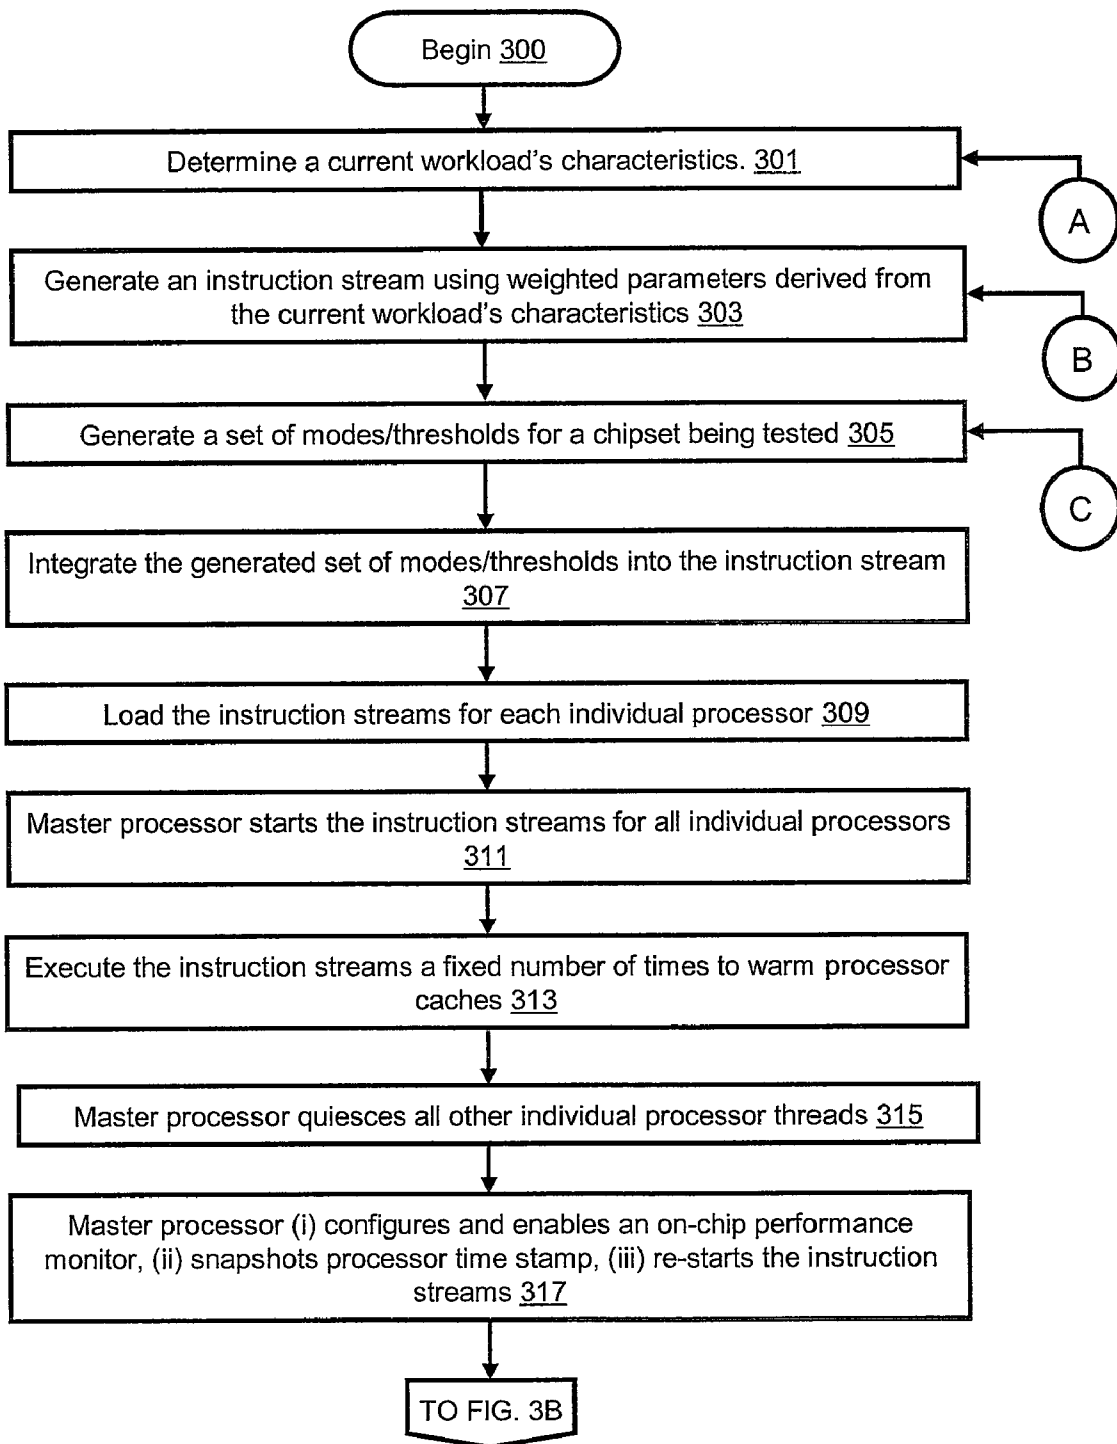 Begin 300
Determine a current workload's characteristics. 301
A
Generate an instruction stream using weighted parameters derived from
the current workload's characteristics 303
B
Generate a set of modes/thresholds for a chipset being tested 305
C
Integrate the generated set of modes/thresholds into the instruction stream
307
Load the instruction streams for each individual processor 309
Master processor starts the instruction streams for all individual processors
311
Execute the instruction streams a fixed number of times to warm processor
caches 313
Master processor quiesces all other individual processor threads 315
Master processor (i) configures and enables an on-chip performance
monitor, (ii) snapshots processor time stamp, (iii) re-starts the instruction
streams 317
TO FIG. 3B